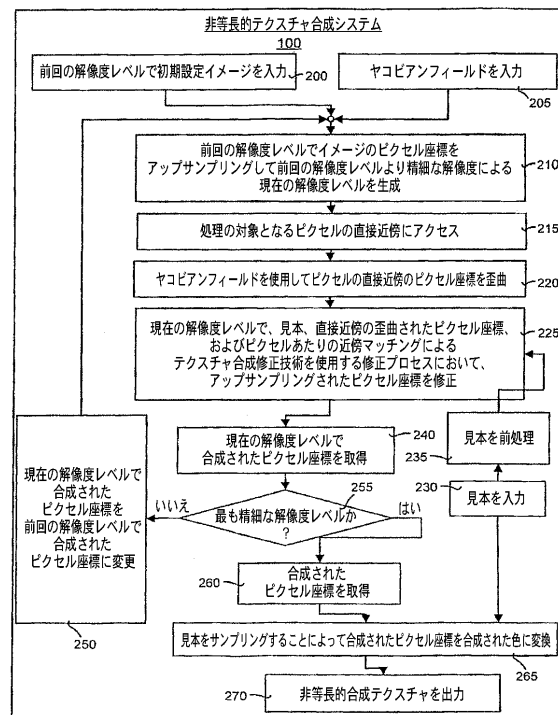 非等長的テクスチャ合成システム
100
前回の解像度レベルで初期設定イメージを入力
200
ヤコビアンフィールドを入力
205
前回の解像度レベルでイメージのピクセル座標を
アップサンプリングして前回の解像度レベルより精細な解像度による
現在の解像度レベルを生成
210
処理の対象となるピクセルの直接近傍にアクセス
215
ヤコビアンフィールドを使用してピクセルの直接近傍のピクセル座標を歪曲
220
現在の解像度レベルで、見本、直接近傍の歪曲されたピクセル座標、
およびピクセルあたりの近傍マッチングによる
テクスチャ合成修正技術を使用する修正プロセスにおいて、
アップサンプリングされたピクセル座標を修正
225
現在の解像度レベルで
合成されたピクセル座標を取得
240
見本を前処理
235
見本を入力
230
現在の解像度レベルで
合成された
ピクセル座標を
前回の解像度レベルで
合成された
ピクセル座標に変更
250
いいえ
最も精細な解像度レベルか
?
255
はい
合成された
ピクセル座標を取得
260
見本をサンプリングすることによって合成されたピクセル座標を合成された色に変換
265
非等長的合成テクスチャを出力
270